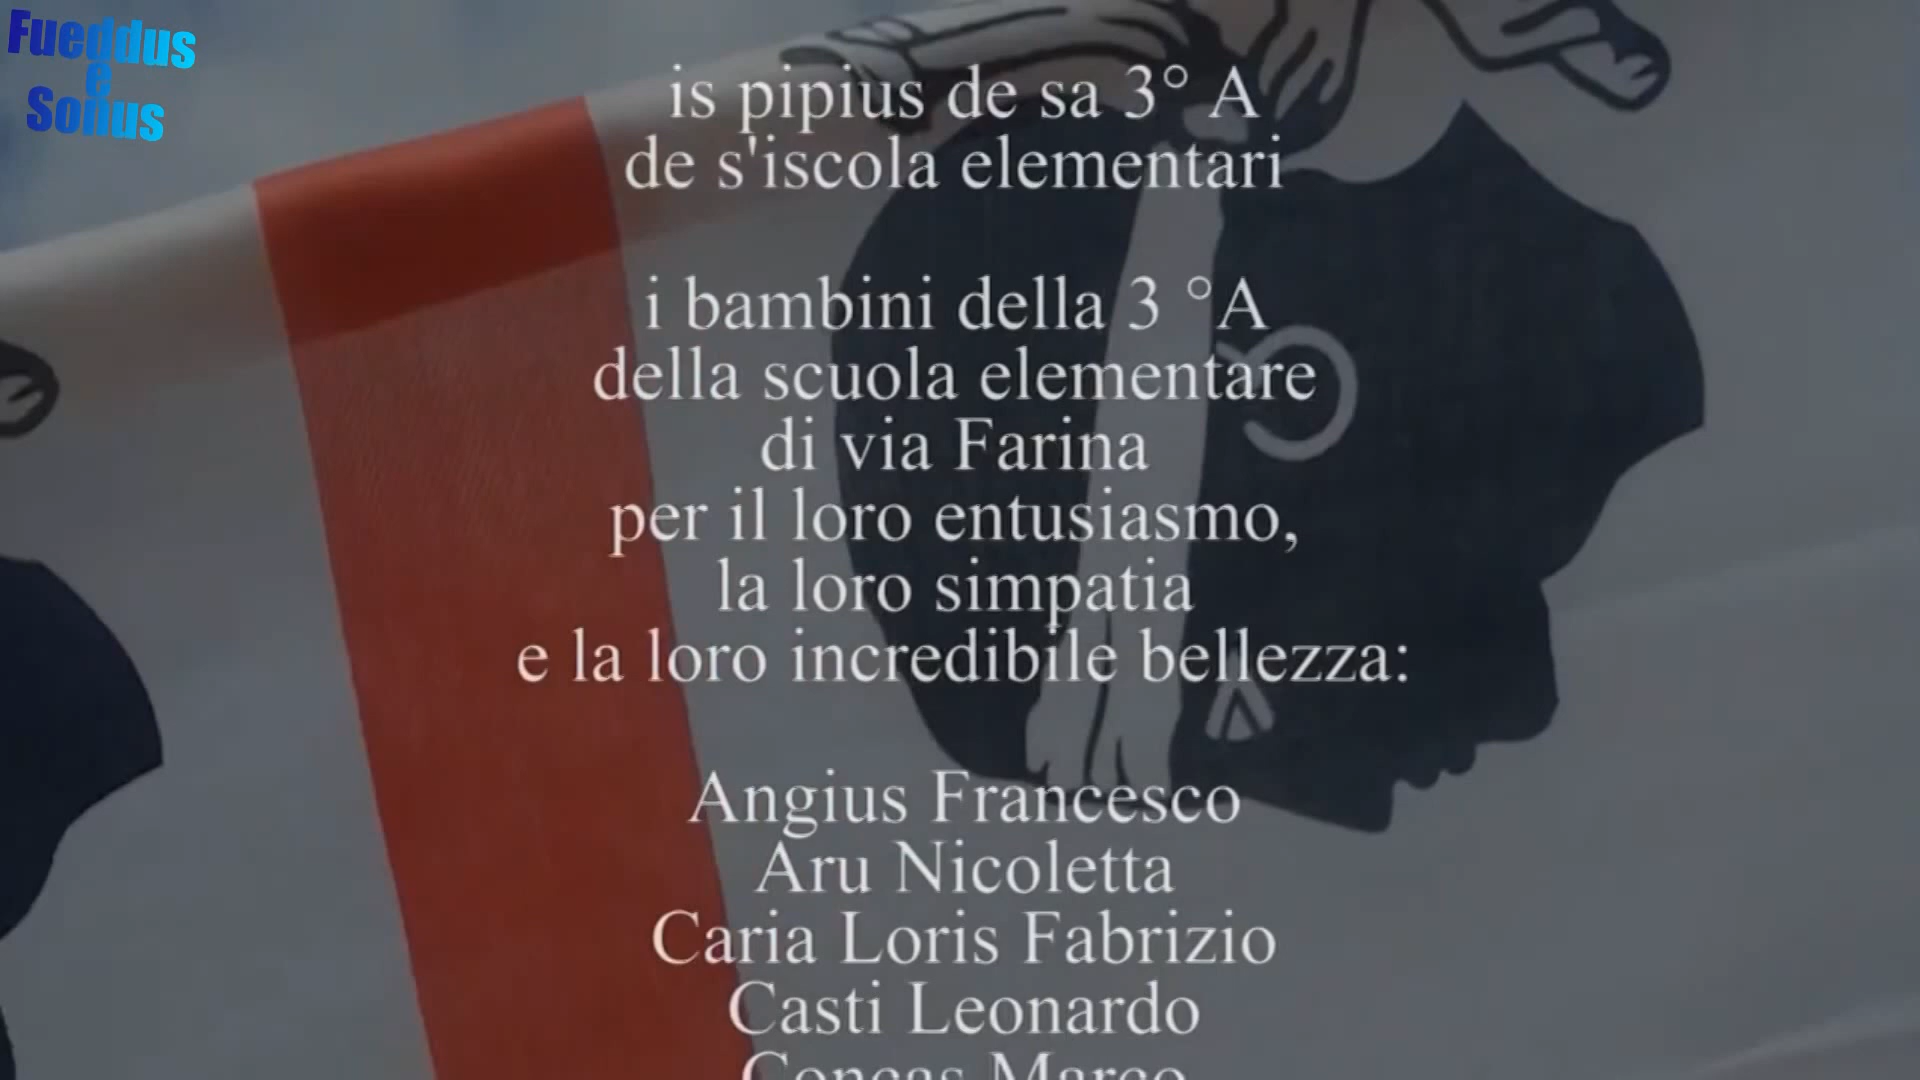 Fueddus
e
Sonus
is pipius de sa 3° A
de s'iscola elementari
i bambini della 3 °A
della scuola elementare
di via Farina
per il loro entusiasmo,
la loro simpatia
e la loro incredibile bellezza:
Angius Francesco
Aru Nicoletta
Caria Loris Fabrizio
Casti Leonardo
Concas Marco